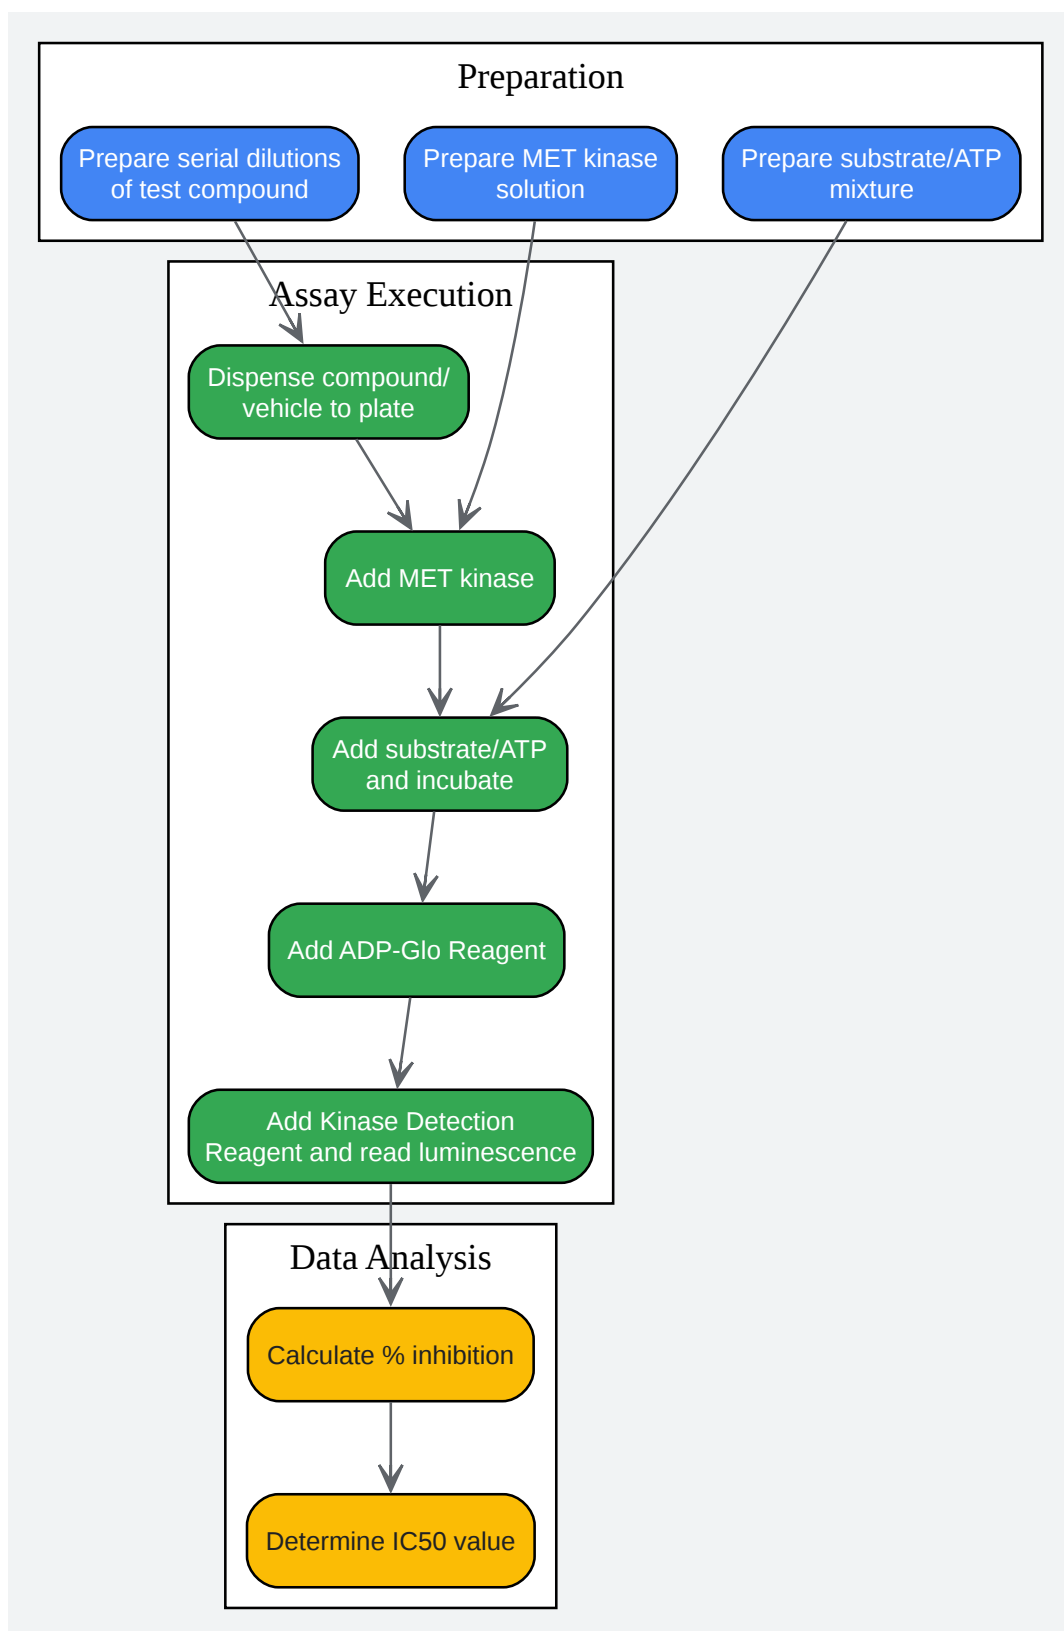 Preparation
Prepare serial dilutions
of test compound
Prepare MET kinase
solution
Prepare substrate/ATP
mixture
Assay Execution
Dispense compound/
vehicle to plate
Add MET kinase
Add substrate/ATP
and incubate
Add ADP-Glo Reagent
Add Kinase Detection
Reagent and read luminescence
Data Analysis
Calculate % inhibition
Determine IC50 value